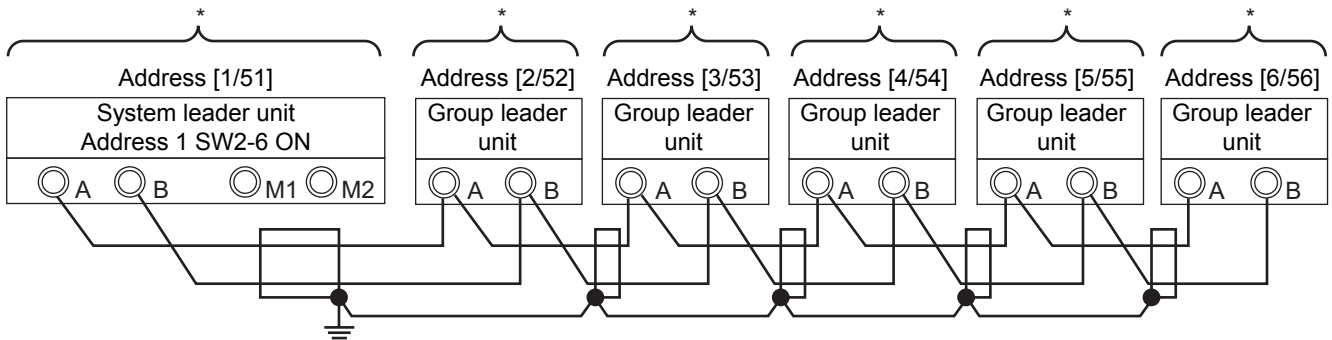 * * * * * *
Address [1/51] Address [2/52] Address [3/53] Address [4/54] Address [5/55] Address [6/56]
System leader unit Group leader Group leader Group leader Group leader Group leader
Address 1 SW2-6 ON unit unit unit unit unit
A B M1 M2 A B A B A B A B A B